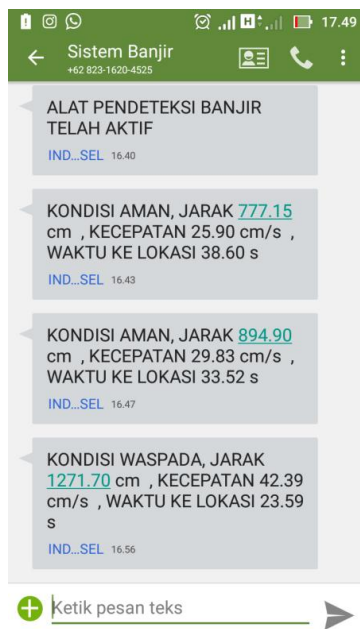 17.49
Sistem Banjir
+62 823-1620-4525
ALAT PENDETEKSI BANJIR
TELAH AKTIF
IND...SEL 16.40
KONDISI AMAN, JARAK 777.15
cm , KECEPATAN 25.90 cm/s ,
WAKTU KE LOKASI 38.60 s
IND...SEL 16.43
KONDISI AMAN, JARAK 894.90
cm , KECEPATAN 29.83 cm/s ,
WAKTU KE LOKASI 33.52 s
IND...SEL 16.47
KONDISI WASPADA, JARAK
1271.70 cm , KECEPATAN 42.39
cm/s , WAKTU KE LOKASI 23.59
s
IND...SEL 16.56
Ketik pesan teks